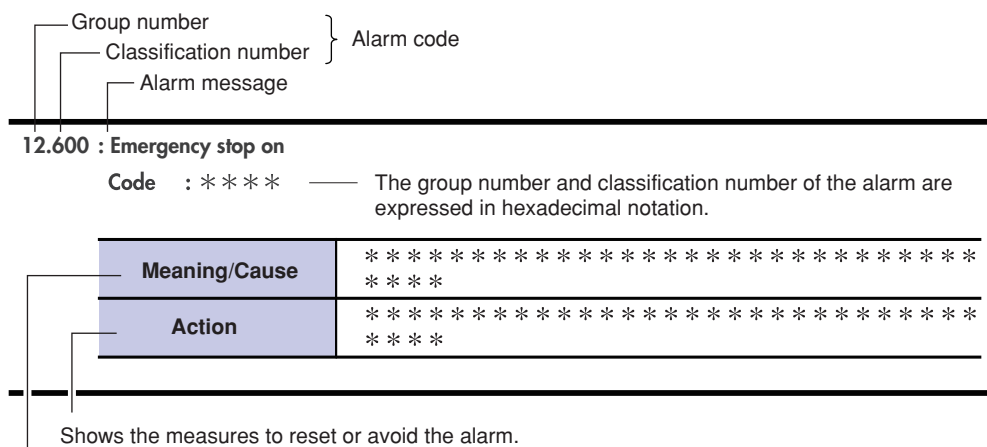 Group number
Classification number
Alarm code
Alarm message
12.600 : Emergency stop on
Code : ＊＊＊＊
The group number and classification number of the alarm are
expressed in hexadecimal notation.
Meaning/Cause
＊＊＊＊＊＊＊＊＊＊＊＊＊＊＊＊＊＊＊＊＊＊＊＊＊＊＊＊＊
＊＊＊＊
Action
＊＊＊＊＊＊＊＊＊＊＊＊＊＊＊＊＊＊＊＊＊＊＊＊＊＊＊＊＊
＊＊＊＊
Shows the measures to reset or avoid the alarm.